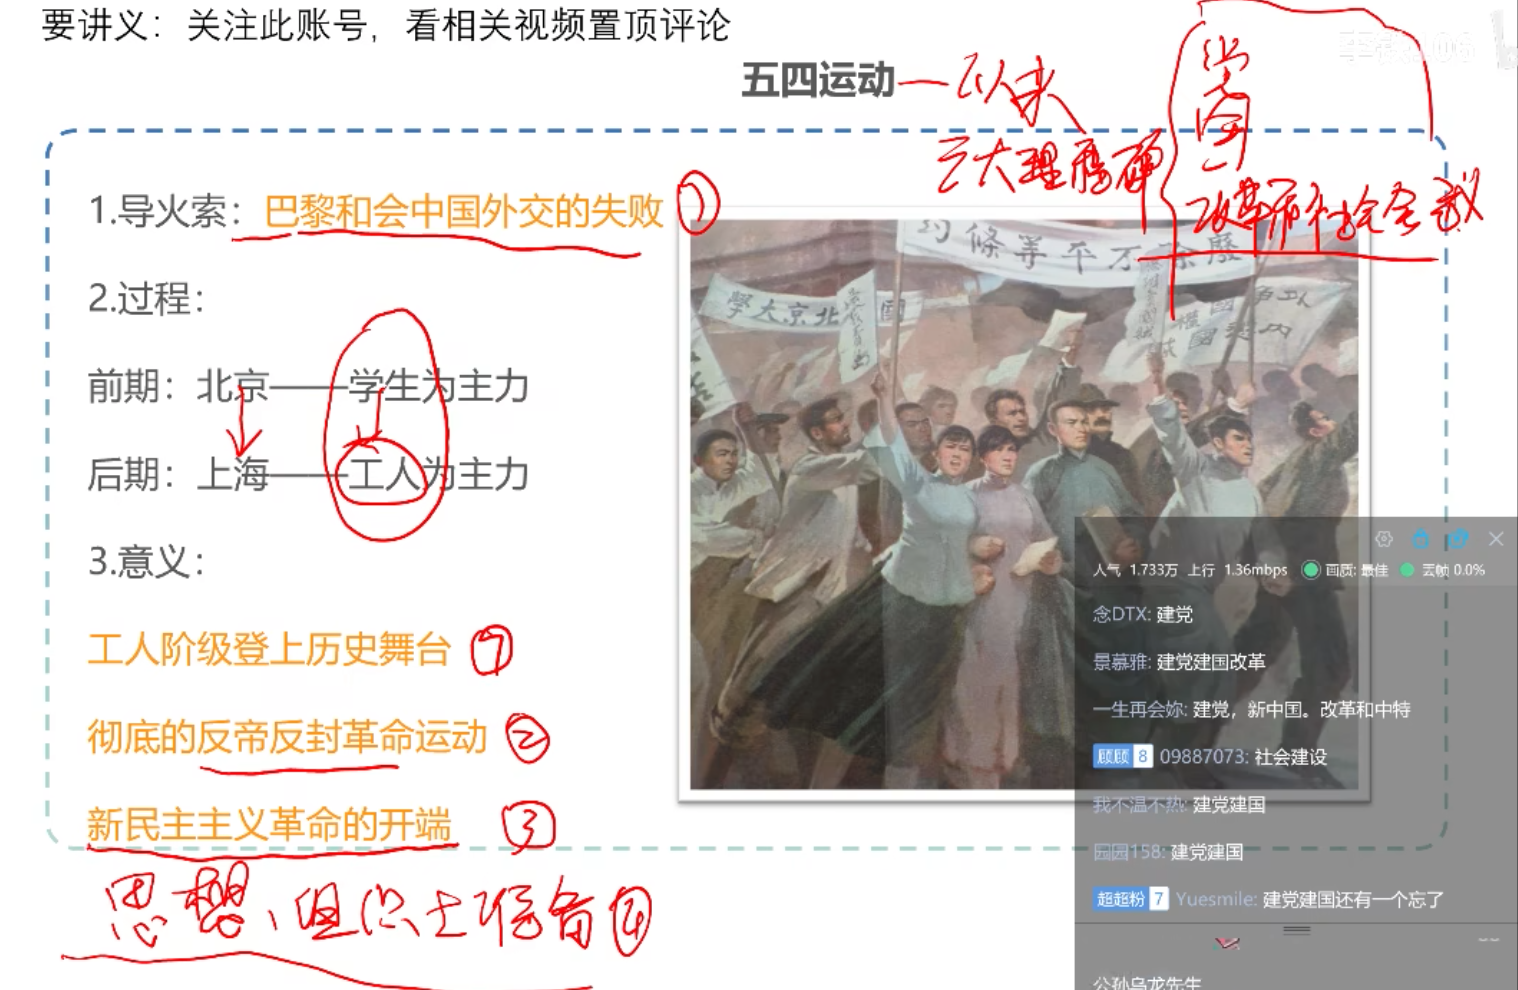 要讲义：关注此账号，看相关视频置顶评论
五四运动—以来
三大里程碑
党
国
改革开和社会主义
1.导火索：巴黎和会中国外交的失败 ①
2.过程：
前期：北京——学生为主力
后期：上海——工人为主力
3.意义：
工人阶级登上历史舞台 ①
彻底的反帝反封革命运动 ②
新民主主义革命的开端 ③
思想、组织上准备 ④
約條等平不除廢
學大京北 國
人气 1.733万 上行 1.36mbps 画质: 最佳 丢帧 0.0%
念DTX: 建党
景慕雅: 建党建国改革
一生再会妳: 建党，新中国。改革和中特
顾顾 8 09887073: 社会建设
我不温不热: 建党建国
园园158: 建党建国
超超粉 7 Yuesmile: 建党建国还有一个忘了
公孙乌龙先生